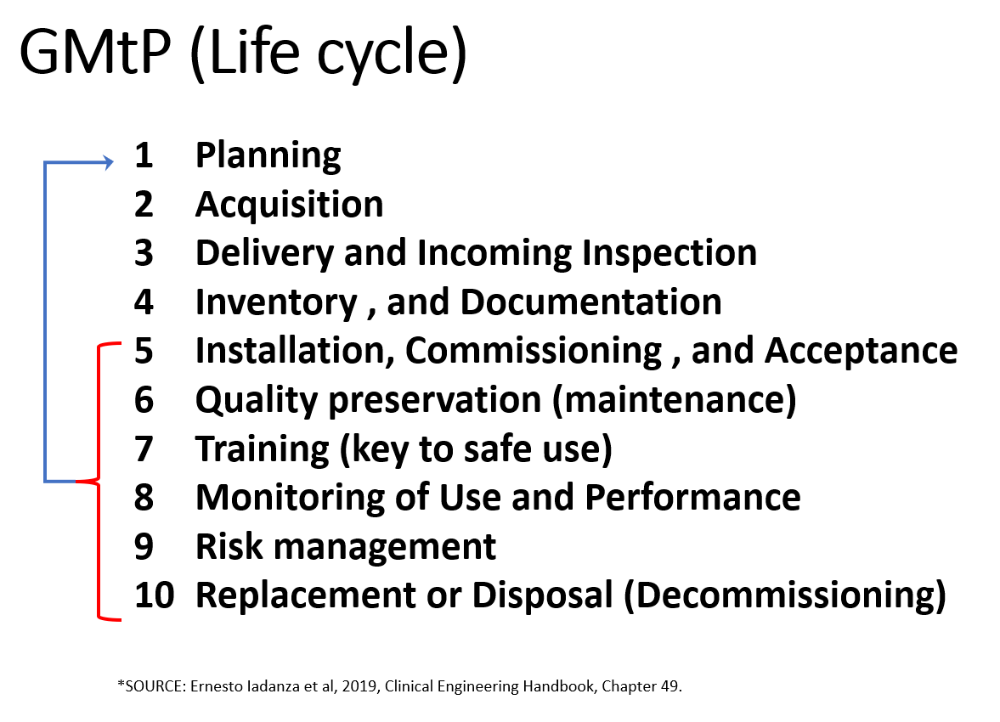 GMtP (Life cycle)
1 Planning
2 Acquisition
3 Delivery and Incoming Inspection
4 Inventory , and Documentation
5 Installation, Commissioning , and Acceptance
6 Quality preservation (maintenance)
7 Training (key to safe use)
8 Monitoring of Use and Performance
9 Risk management
10 Replacement or Disposal (Decommissioning)
*SOURCE: Ernesto Iadanza et al, 2019, Clinical Engineering Handbook, Chapter 49.